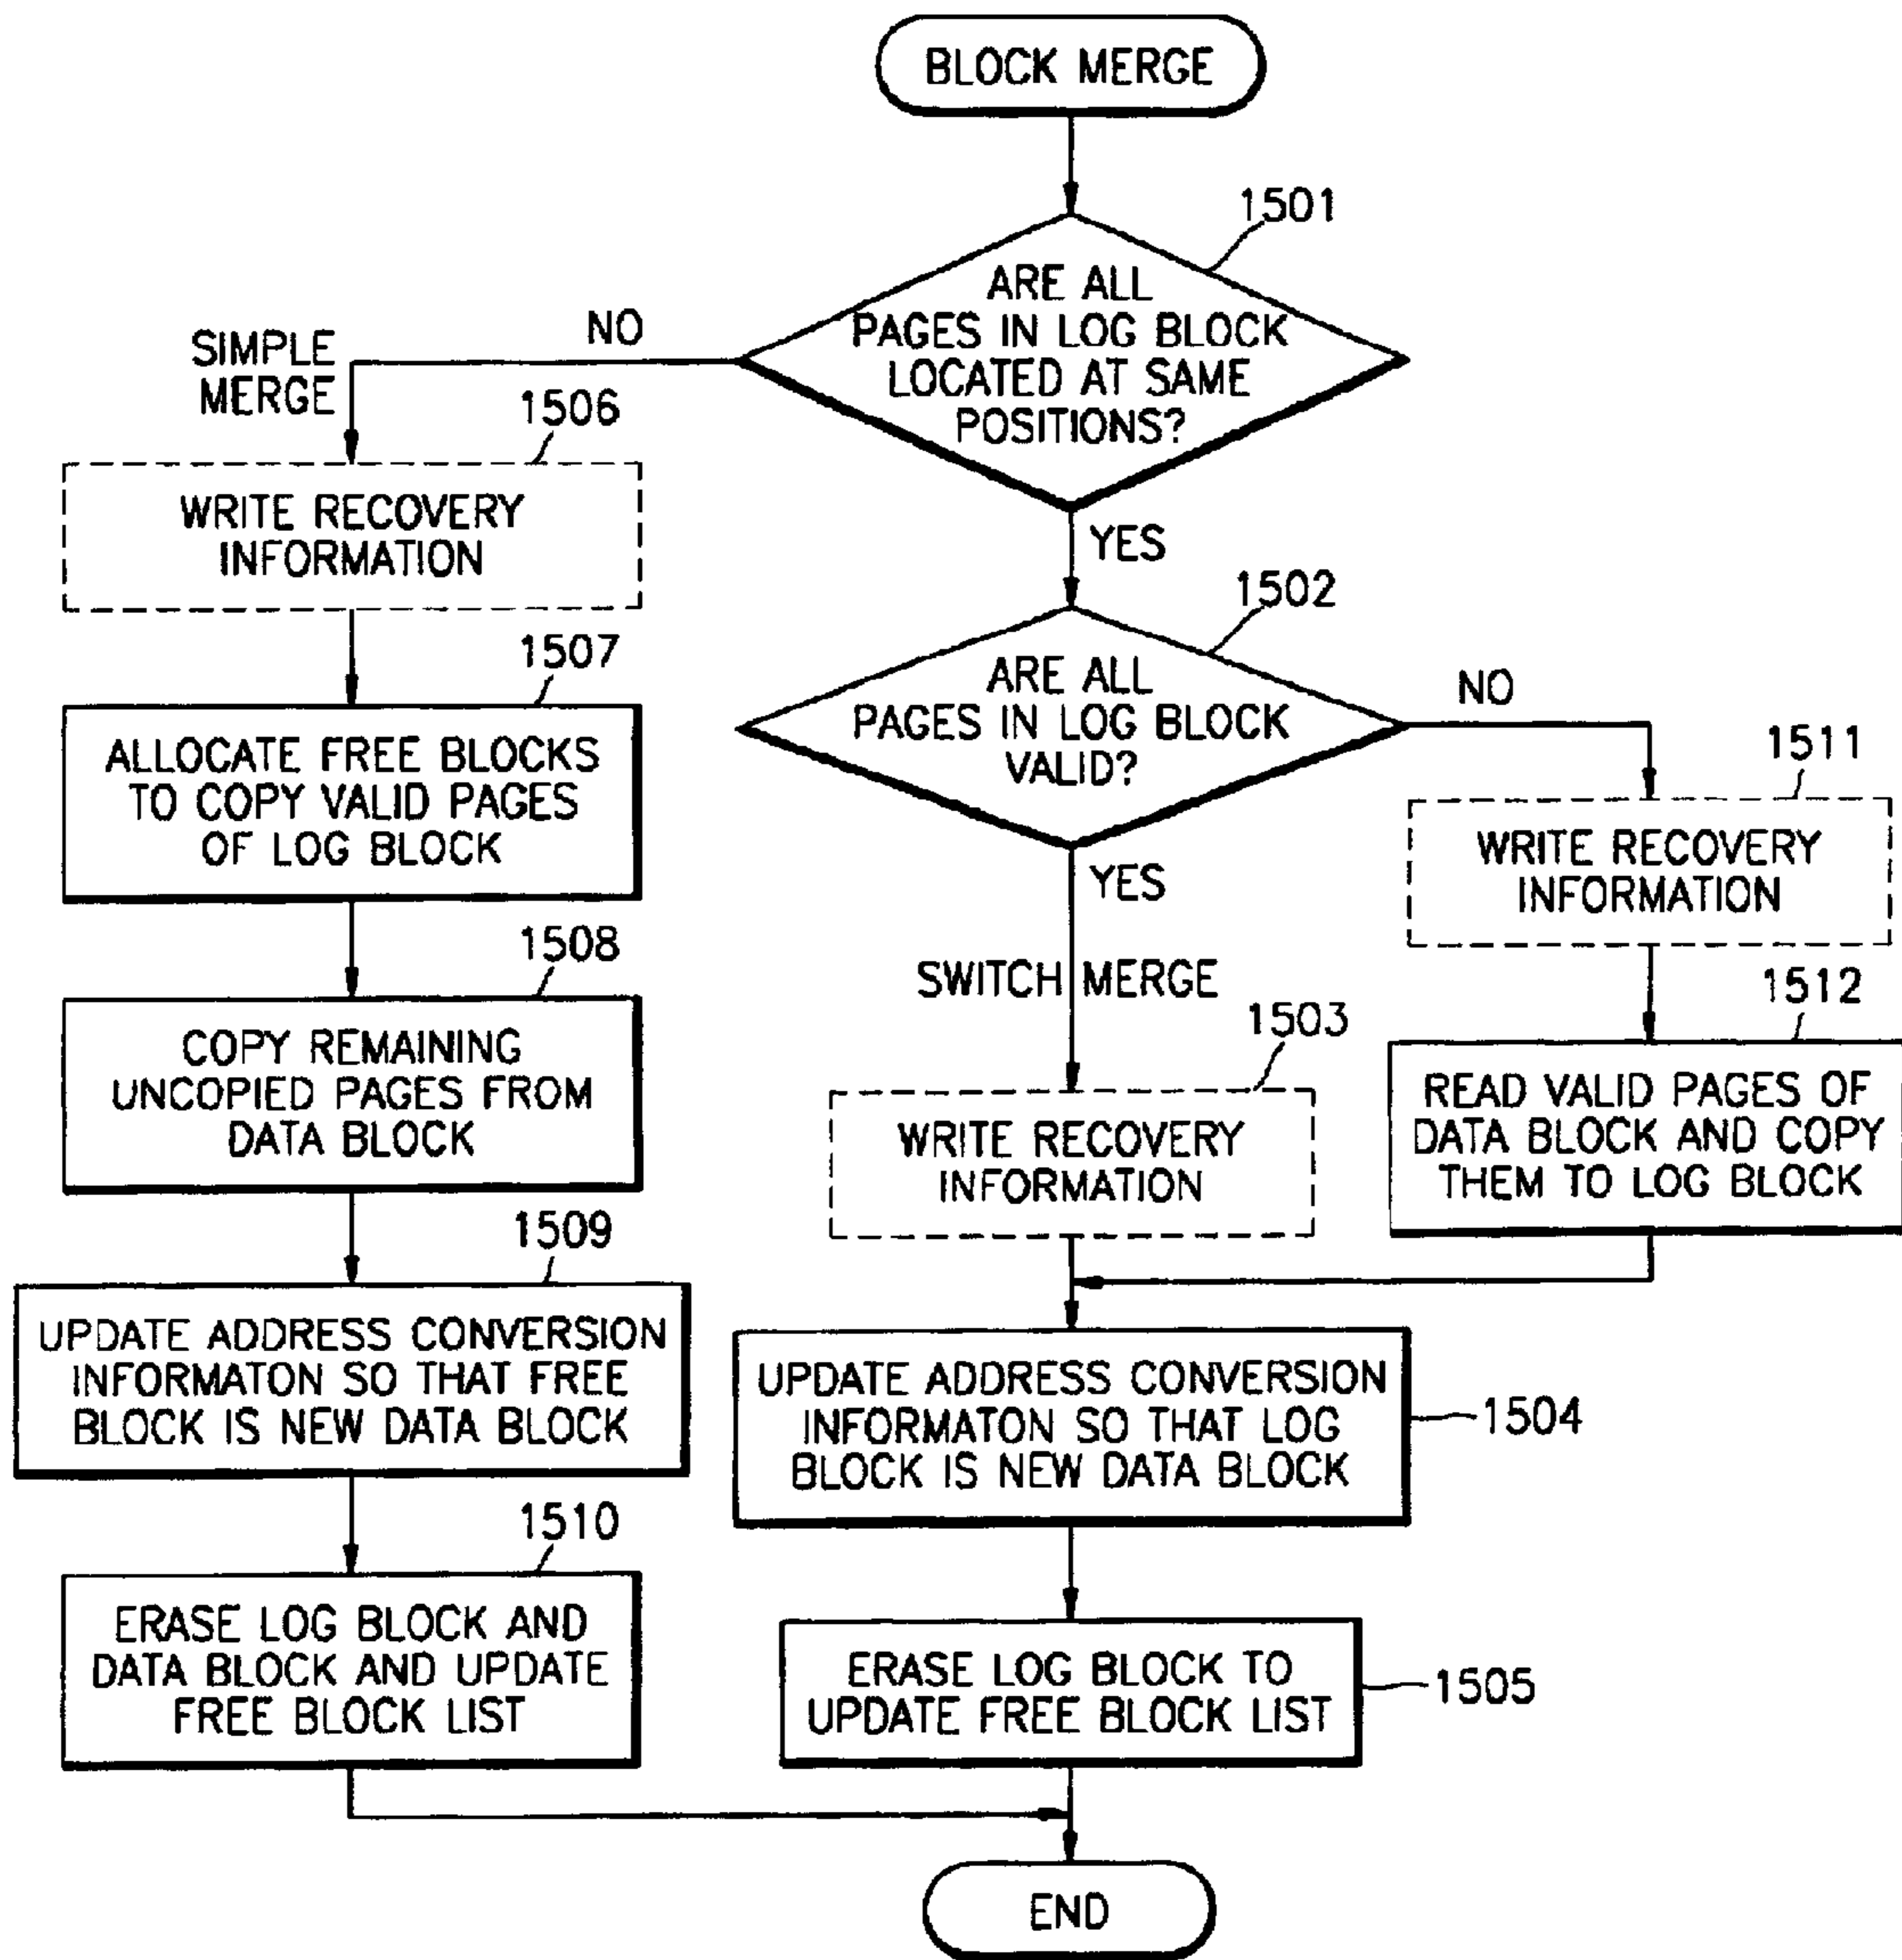 BLOCK MERGE
1501
ARE ALL
PAGES IN LOG BLOCK
LOCATED AT SAME
POSITIONS?
NO
SIMPLE
MERGE
1506
WRITE RECOVERY
INFORMATION
1507
ALLOCATE FREE BLOCKS
TO COPY VALID PAGES
OF LOG BLOCK
1508
COPY REMAINING
UNCOPIED PAGES FROM
DATA BLOCK
1509
UPDATE ADDRESS CONVERSION
INFORMATON SO THAT FREE
BLOCK IS NEW DATA BLOCK
1510
ERASE LOG BLOCK AND
DATA BLOCK AND UPDATE
FREE BLOCK LIST
YES
1502
ARE ALL
PAGES IN LOG BLOCK
VALID?
NO
1511
WRITE RECOVERY
INFORMATION
1512
READ VALID PAGES OF
DATA BLOCK AND COPY
THEM TO LOG BLOCK
YES
SWITCH MERGE
1503
WRITE RECOVERY
INFORMATION
UPDATE ADDRESS CONVERSION
INFORMATON SO THAT LOG
BLOCK IS NEW DATA BLOCK
1504
ERASE LOG BLOCK TO
UPDATE FREE BLOCK LIST
1505
END